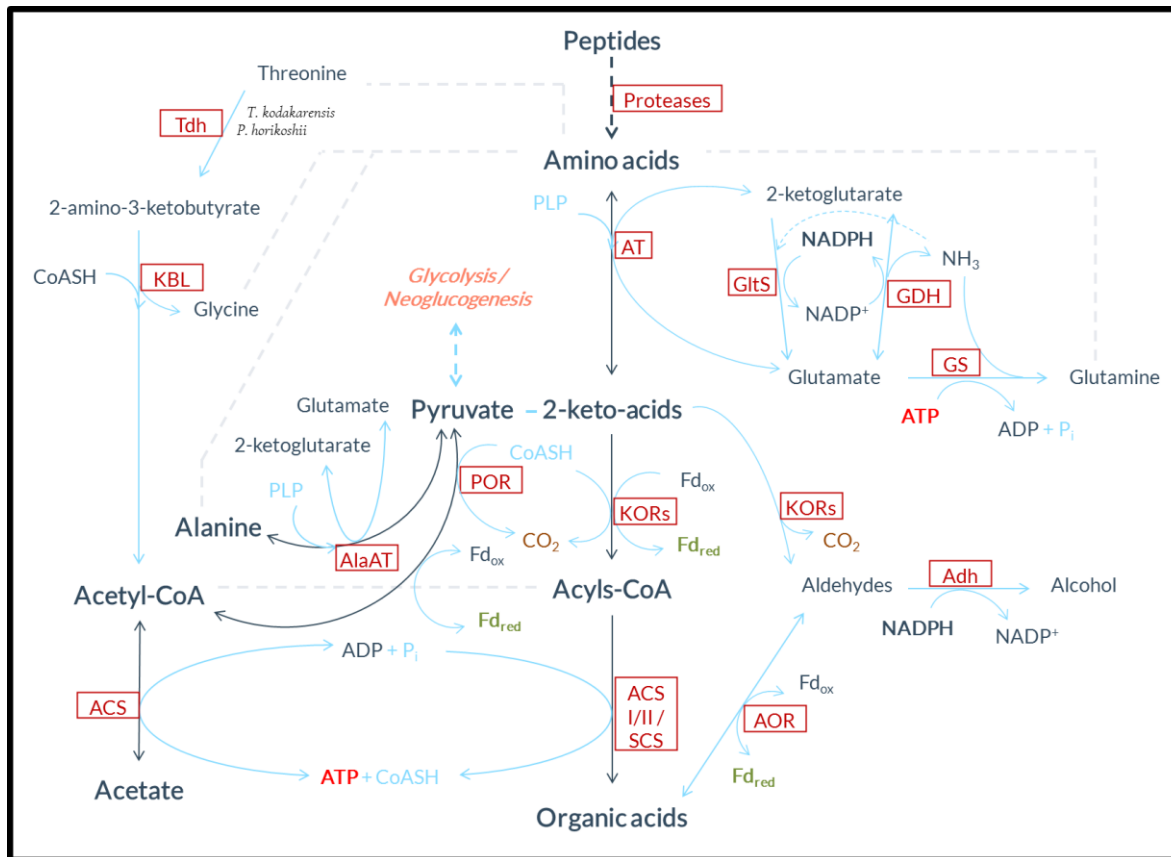 Peptides
Threonine
Proteases
T. kodakarensis
P. horikoshii
Tdh
Amino acids
2-amino-3-ketobutyrate
PLP
2-ketoglutarate
AT
NADPH
NH3
CoASH
KBL
Glycine
Glycolysis /
Neoglucogenesis
GltS
GDH
NADP+
Glutamate
GS
Glutamine
ATP
ADP + Pi
Glutamate
Pyruvate – 2-keto-acids
2-ketoglutarate
CoASH
POR
Fdox
PLP
KORs
KORs
Alanine
CO2
Fdred
CO2
AlaAT
Fdox
Acetyl-CoA
Acyls-CoA
Aldehydes
Adh
Alcohol
Fdred
NADPH
NADP+
ADP + Pi
ACS
ACS
I/II /
SCS
Fdox
AOR
Fdred
ATP + CoASH
Acetate
Organic acids